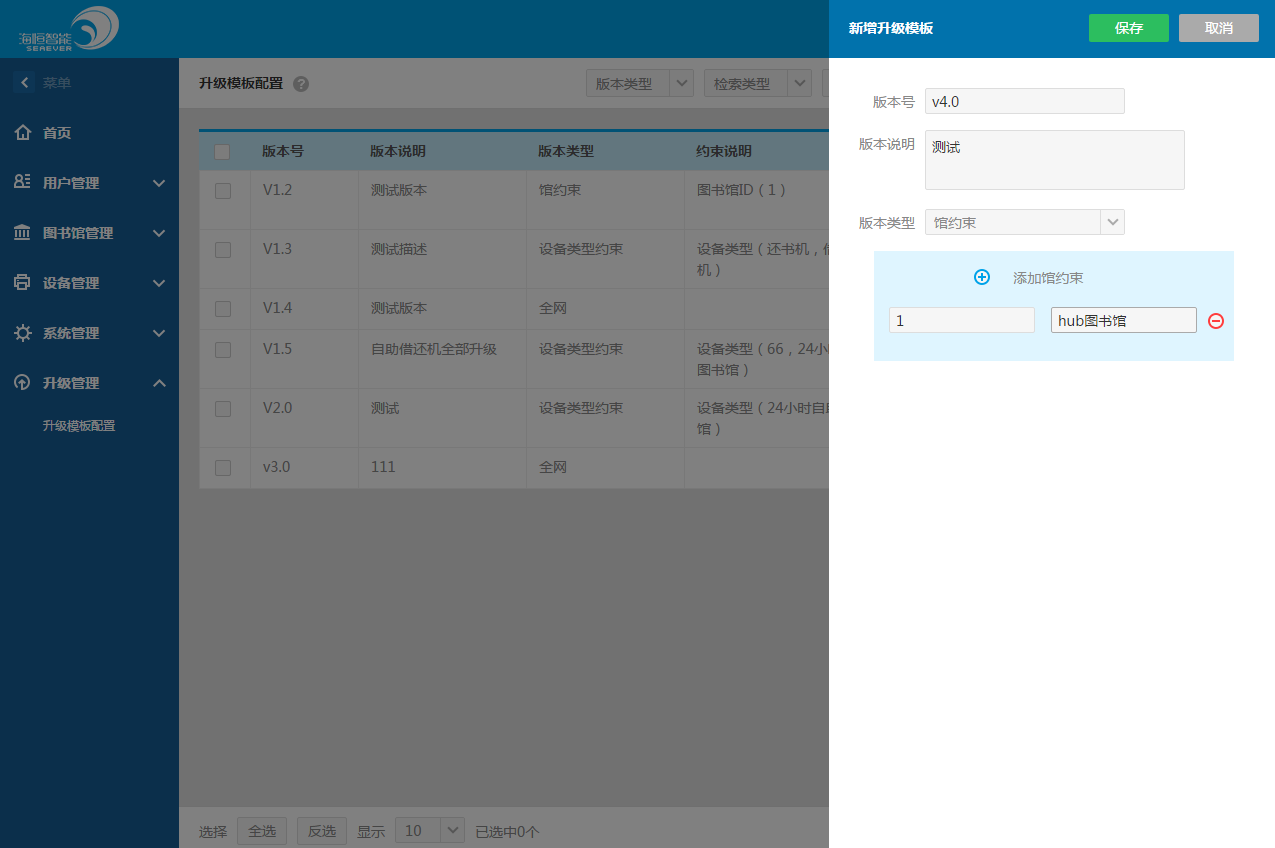 海恒智能
SEAEVER
新增升级模板
保存
取消
菜单
首页
用户管理
图书馆管理
设备管理
系统管理
升级管理
升级模板配置
升级模板配置 ?
版本类型
检索类型
版本号 版本说明 版本类型 约束说明
V1.2 测试版本 馆约束 图书馆ID（1）
V1.3 测试描述 设备类型约束 设备类型（还书机，
机）
V1.4 测试版本 全网
V1.5 自助借还机全部升级 设备类型约束 设备类型（66，24小
图书馆）
V2.0 测试 设备类型约束 设备类型（24小时自
馆）
v3.0 111 全网
选择 全选 反选 显示 10 已选中0个
版本号 v4.0
版本说明 测试
版本类型 馆约束
添加馆约束
1 hub图书馆